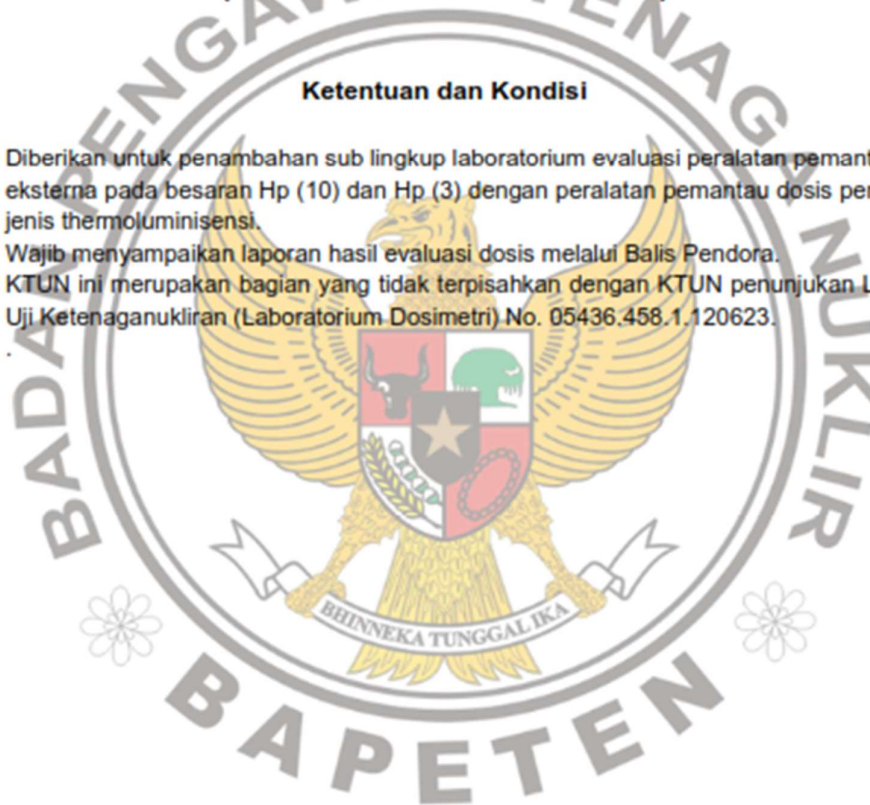 BADAN PENGAWAS TENAGA NUKLIR
Ketentuan dan Kondisi
Diberikan untuk penambahan sub lingkup laboratorium evaluasi peralatan pemant
eksterna pada besaran Hp (10) dan Hp (3) dengan peralatan pemantau dosis per
jenis thermoluminisensi.
Wajib menyampaikan laporan hasil evaluasi dosis melalui Balis Pendora.
KTUN ini merupakan bagian yang tidak terpisahkan dengan KTUN penunjukan L
Uji Ketenaganukliran (Laboratorium Dosimetri) No. 05436.458.1.120623.
.
BHINNEKA TUNGGAL IKA
BAPETEN